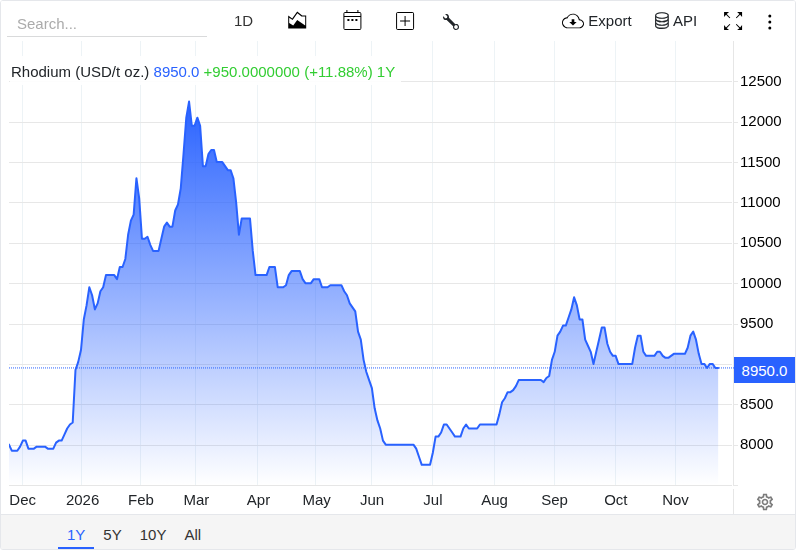 Search... 1D Export API
Rhodium (USD/t oz.) 8950.0 +950.0000000 (+11.88%) 1Y
12500
12000
11500
11000
10500
10000
9500
8950.0
8500
8000
Dec 2026 Feb Mar Apr May Jun Jul Aug Sep Oct Nov
1Y 5Y 10Y All